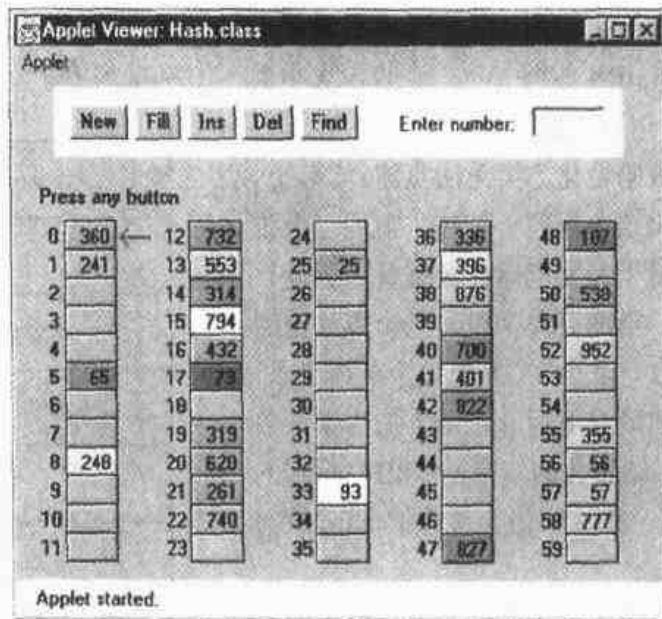 Applet Viewer: Hash.class
Applet
New Fill Ins Del Find Enter number:
Press any button
0 360 12 732 24 36 336 48 107
1 241 13 553 25 25 37 396 49
2 14 314 26 38 876 50 530
3 15 794 27 39 51
4 16 432 28 40 700 52 952
5 65 17 73 29 41 401 53
6 18 30 42 822 54
7 19 319 31 43 55 355
8 248 20 620 32 44 56 56
9 21 261 33 93 45 57 57
10 22 740 34 46 58 777
11 23 35 47 827 59
Applet started.